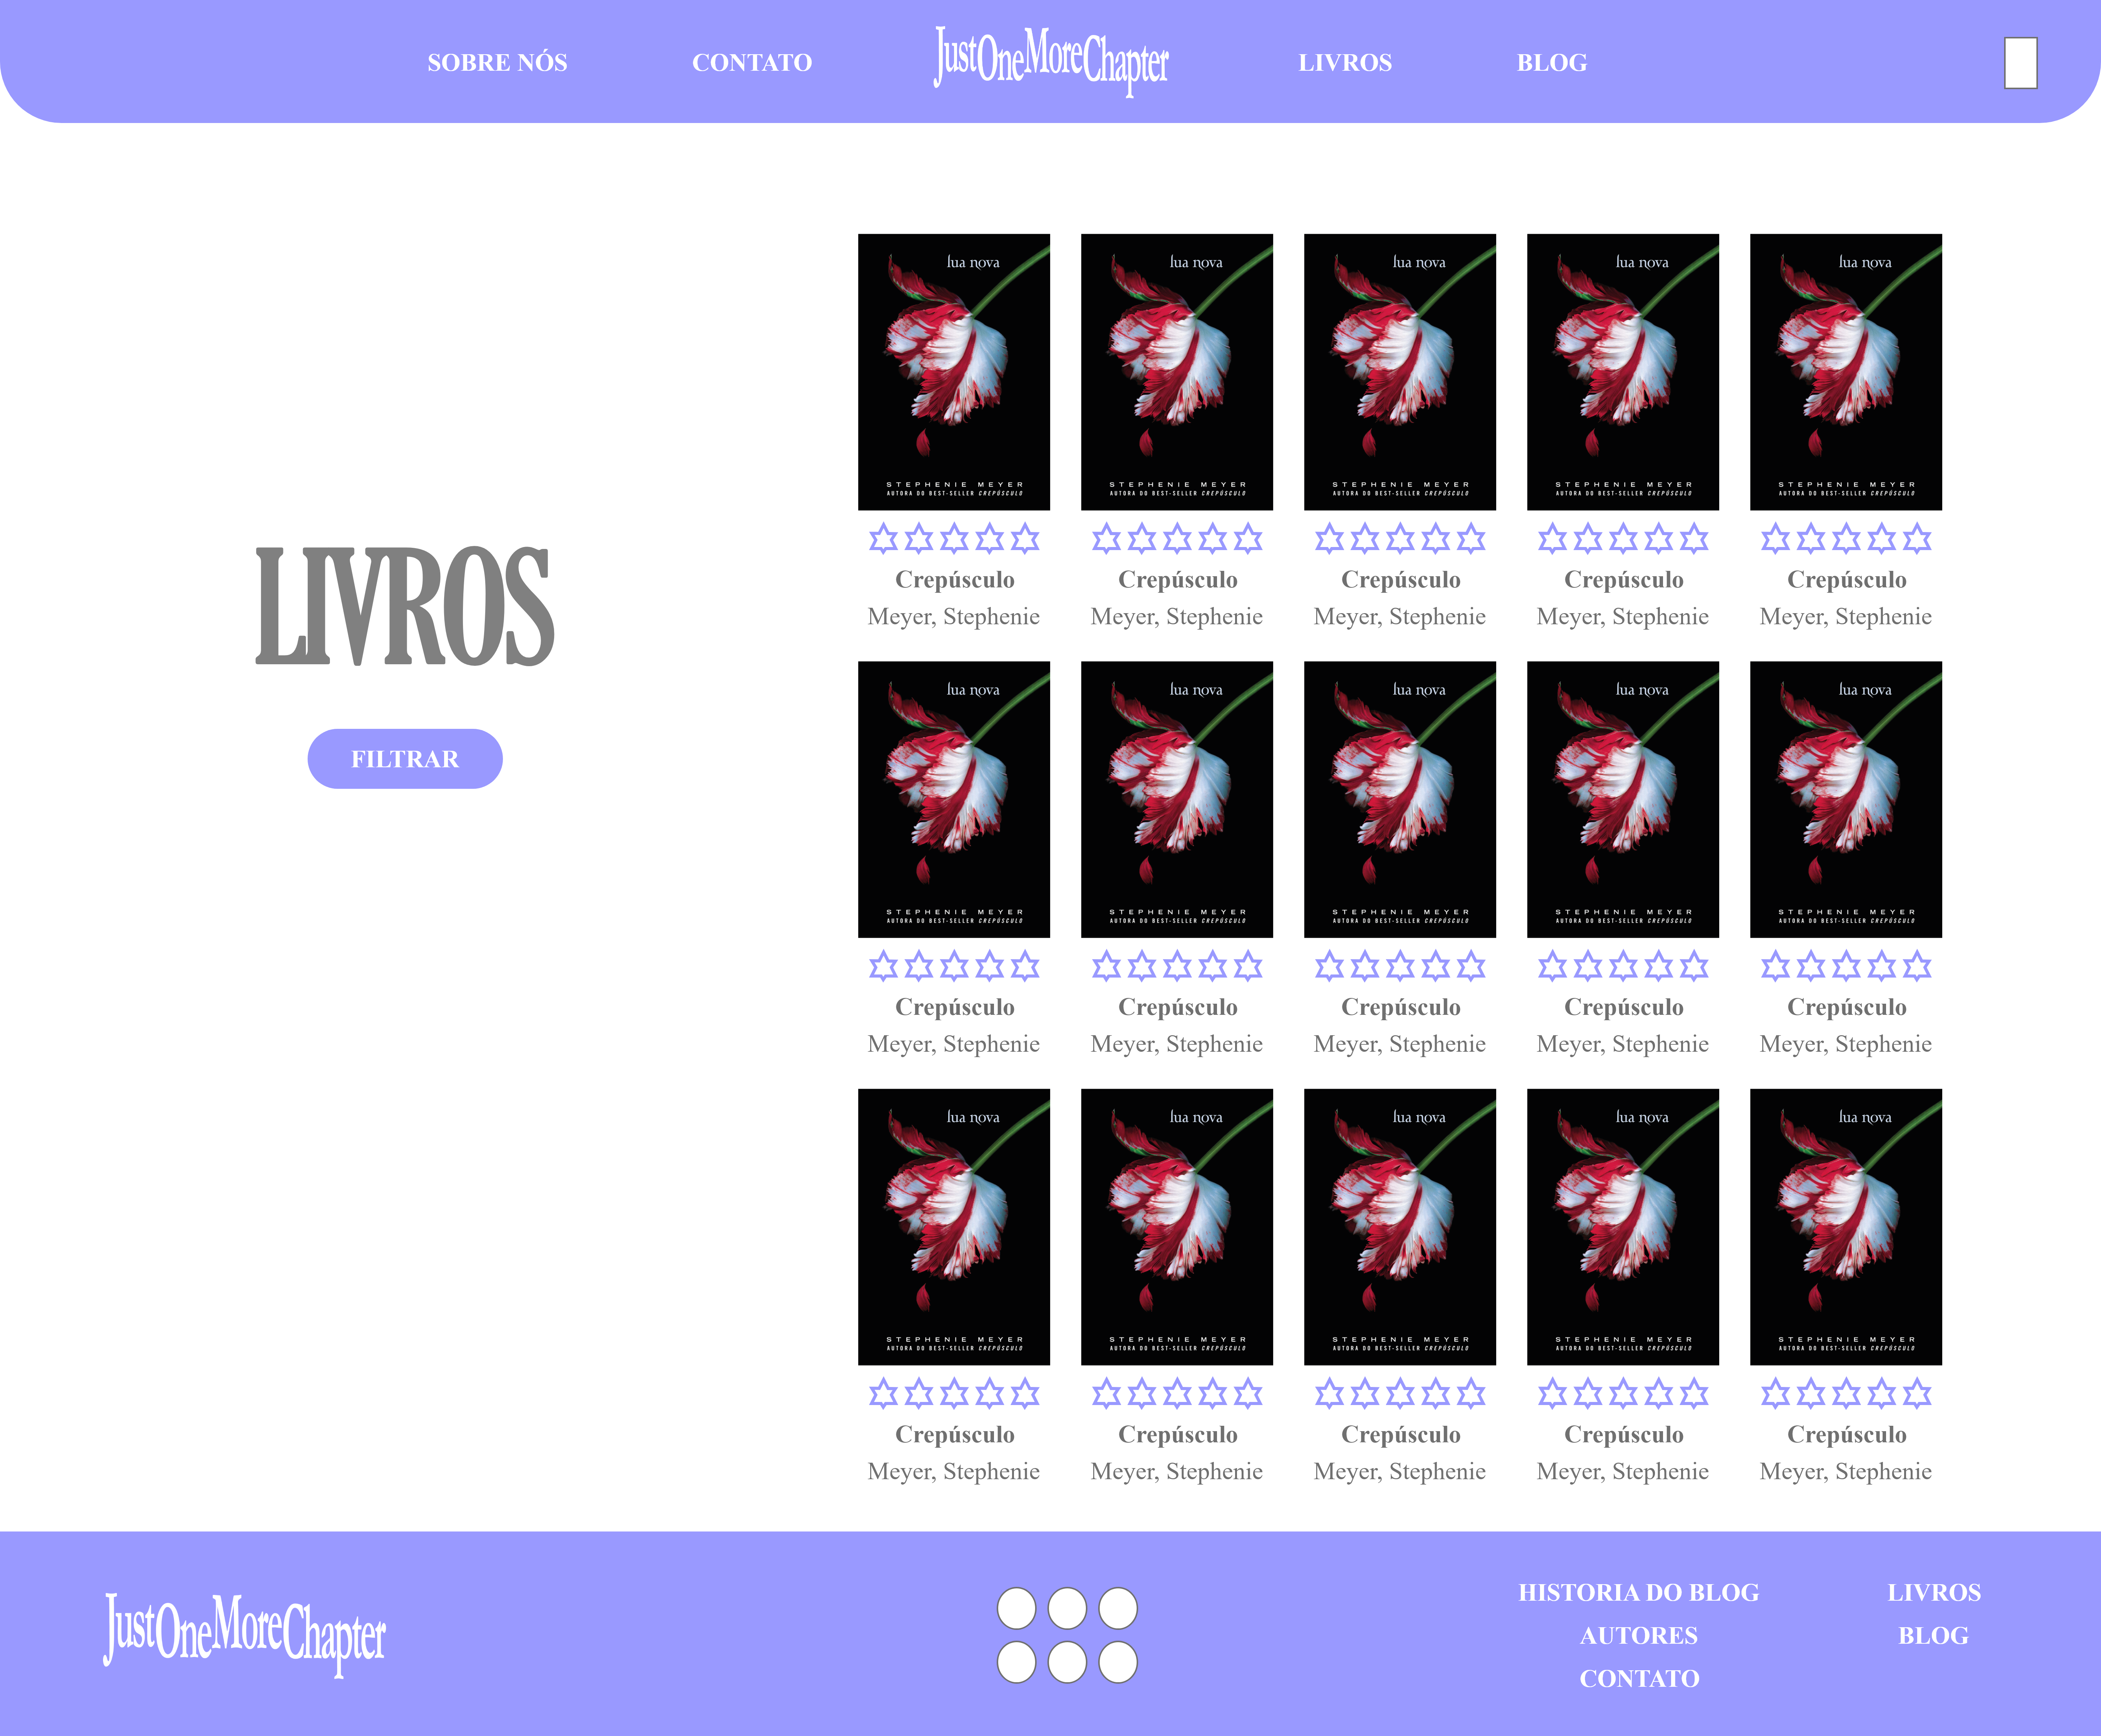 SOBRE NÓS CONTATO JustOneMoreChapter LIVROS BLOG
lua nova lua nova lua nova lua nova lua nova
STEPHENIE MEYER STEPHENIE MEYER STEPHENIE MEYER STEPHENIE MEYER STEPHENIE MEYER
AUTORA DO BEST-SELLER CREPÚSCULO AUTORA DO BEST-SELLER CREPÚSCULO AUTORA DO BEST-SELLER CREPÚSCULO AUTORA DO BEST-SELLER CREPÚSCULO AUTORA DO BEST-SELLER CREPÚSCULO
Crepúsculo Crepúsculo Crepúsculo Crepúsculo Crepúsculo
Meyer, Stephenie Meyer, Stephenie Meyer, Stephenie Meyer, Stephenie Meyer, Stephenie
LIVROS
FILTRAR
lua nova lua nova lua nova lua nova lua nova
STEPHENIE MEYER STEPHENIE MEYER STEPHENIE MEYER STEPHENIE MEYER STEPHENIE MEYER
AUTORA DO BEST-SELLER CREPÚSCULO AUTORA DO BEST-SELLER CREPÚSCULO AUTORA DO BEST-SELLER CREPÚSCULO AUTORA DO BEST-SELLER CREPÚSCULO AUTORA DO BEST-SELLER CREPÚSCULO
Crepúsculo Crepúsculo Crepúsculo Crepúsculo Crepúsculo
Meyer, Stephenie Meyer, Stephenie Meyer, Stephenie Meyer, Stephenie Meyer, Stephenie
lua nova lua nova lua nova lua nova lua nova
STEPHENIE MEYER STEPHENIE MEYER STEPHENIE MEYER STEPHENIE MEYER STEPHENIE MEYER
AUTORA DO BEST-SELLER CREPÚSCULO AUTORA DO BEST-SELLER CREPÚSCULO AUTORA DO BEST-SELLER CREPÚSCULO AUTORA DO BEST-SELLER CREPÚSCULO AUTORA DO BEST-SELLER CREPÚSCULO
Crepúsculo Crepúsculo Crepúsculo Crepúsculo Crepúsculo
Meyer, Stephenie Meyer, Stephenie Meyer, Stephenie Meyer, Stephenie Meyer, Stephenie
JustOneMoreChapter
HISTORIA DO BLOG LIVROS
AUTORES BLOG
CONTATO